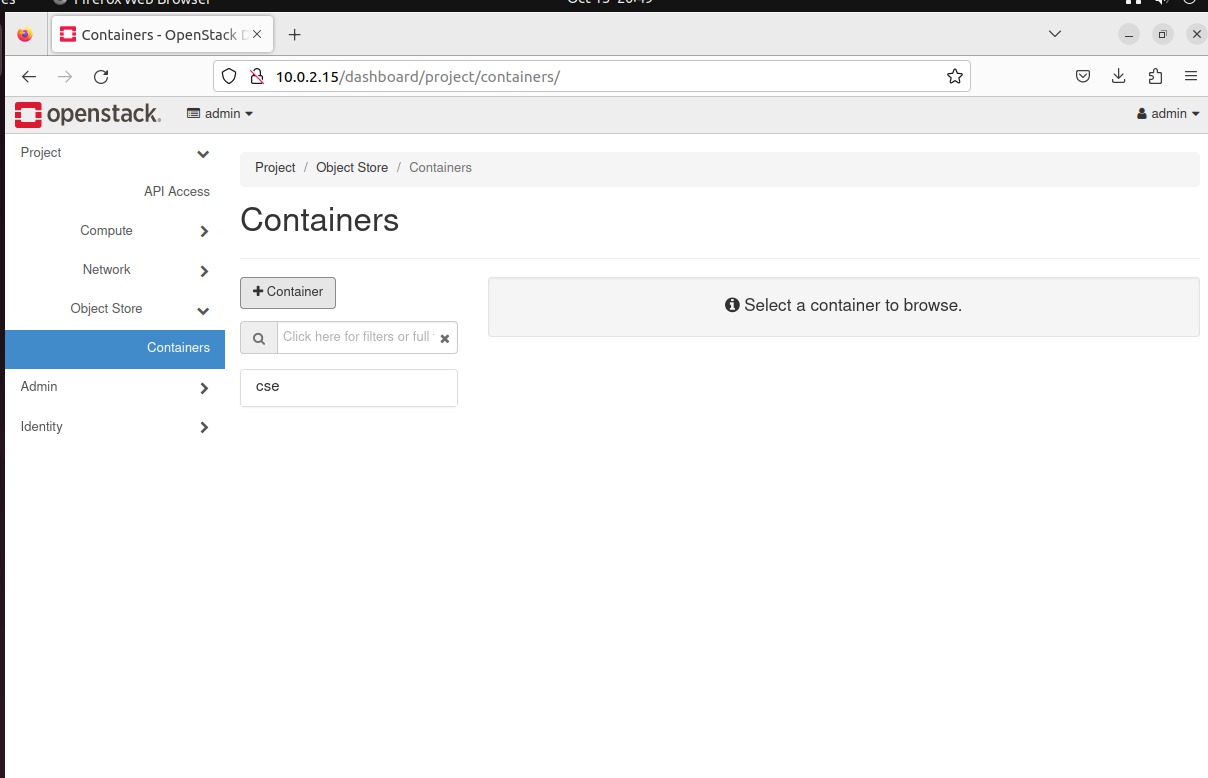 Firefox Web Browser
Oct 15 20:49
Containers - OpenStack D
10.0.2.15/dashboard/project/containers/
openstack.
admin
admin
Project
API Access
Compute
Network
Object Store
Containers
Admin
Identity
Project / Object Store / Containers
Containers
Container
Click here for filters or full
cse
Select a container to browse.